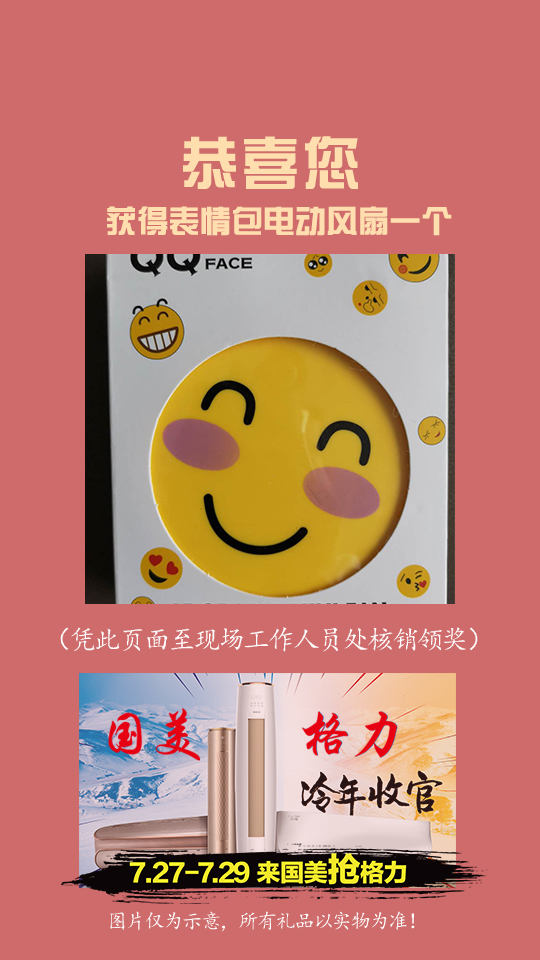 恭喜您
获得表情包电动风扇一个
QQ FACE
（凭此页面至现场工作人员处核销领奖）
国美 格力
冷年收官
7.27-7.29 来国美抢格力
图片仅为示意，所有礼品以实物为准！